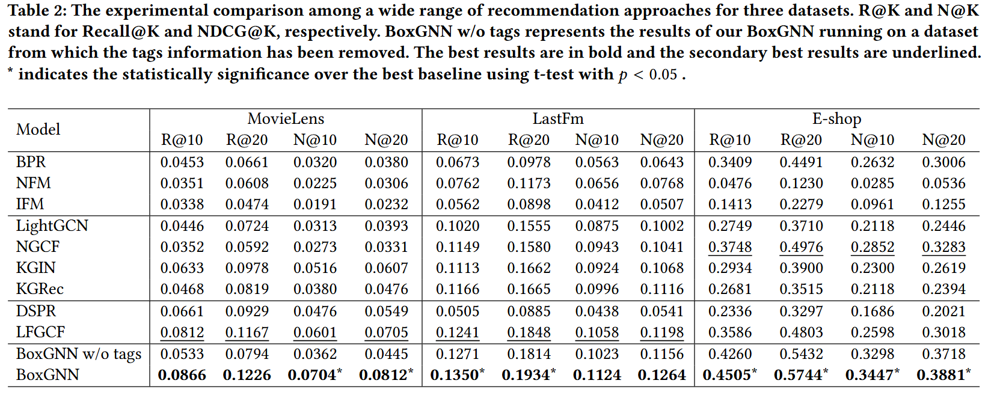 Table 2: The experimental comparison among a wide range of recommendation approaches for three datasets. R@K and N@K
stand for Recall@K and NDCG@K, respectively. BoxGNN w/o tags represents the results of our BoxGNN running on a dataset
from which the tags information has been removed. The best results are in bold and the secondary best results are underlined.
* indicates the statistically significance over the best baseline using t-test with p < 0.05 .
Model MovieLens LastFm E-shop
R@10 R@20 N@10 N@20 R@10 R@20 N@10 N@20 R@10 R@20 N@10 N@20
BPR 0.0453 0.0661 0.0320 0.0380 0.0673 0.0978 0.0563 0.0643 0.3409 0.4491 0.2632 0.3006
NFM 0.0351 0.0608 0.0225 0.0306 0.0762 0.1173 0.0656 0.0768 0.0476 0.1230 0.0285 0.0536
IFM 0.0338 0.0474 0.0191 0.0232 0.0562 0.0898 0.0412 0.0507 0.1413 0.2279 0.0961 0.1255
LightGCN 0.0446 0.0724 0.0313 0.0393 0.1020 0.1555 0.0875 0.1002 0.2749 0.3710 0.2118 0.2446
NGCF 0.0352 0.0592 0.0273 0.0331 0.1149 0.1580 0.0943 0.1041 0.3748 0.4976 0.2852 0.3283
KGIN 0.0633 0.0978 0.0516 0.0607 0.1113 0.1662 0.0924 0.1068 0.2934 0.3900 0.2300 0.2619
KGRec 0.0468 0.0819 0.0380 0.0476 0.1166 0.1665 0.0996 0.1116 0.2681 0.3515 0.2118 0.2394
DSPR 0.0661 0.0929 0.0476 0.0549 0.0505 0.0885 0.0438 0.0541 0.2336 0.3297 0.1686 0.2021
LFGCF 0.0812 0.1167 0.0601 0.0705 0.1241 0.1848 0.1058 0.1198 0.3586 0.4803 0.2598 0.3018
BoxGNN w/o tags 0.0533 0.0794 0.0362 0.0445 0.1271 0.1814 0.1023 0.1156 0.4260 0.5432 0.3298 0.3718
BoxGNN 0.0866 0.1226 0.0704* 0.0812* 0.1350* 0.1934* 0.1124 0.1264 0.4505* 0.5744* 0.3447* 0.3881*